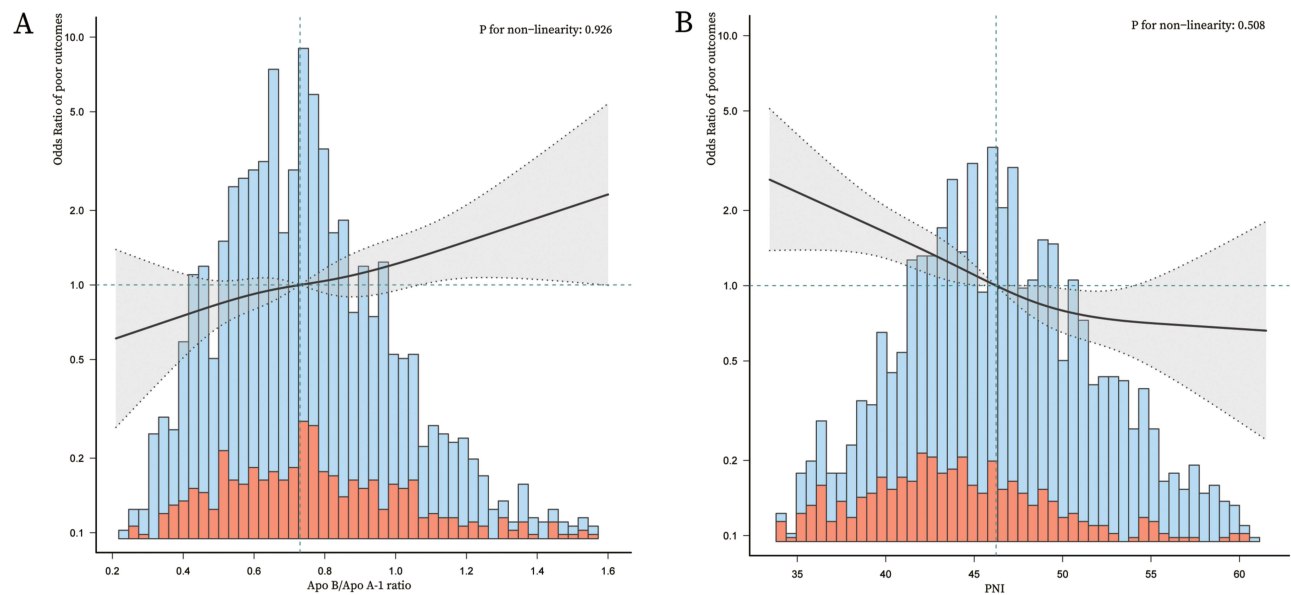 A
P for non−linearity: 0.926
Odds Ratio of poor outcomes
10.0
5.0
2.0
1.0
0.5
0.2
0.1
0.2 0.4 0.6 0.8 1.0 1.2 1.4 1.6
Apo B/Apo A-1 ratio
B
P for non−linearity: 0.508
Odds Ratio of poor outcomes
10.0
5.0
2.0
1.0
0.5
0.2
0.1
35 40 45 50 55 60
PNI